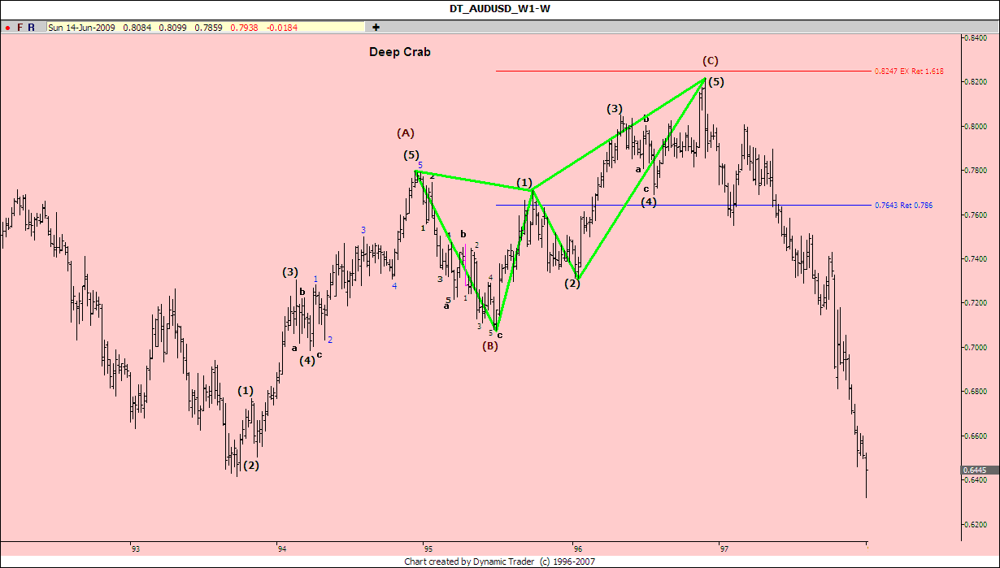 DT_AUDUSD_W1-W
F R Sun 14-Jun-2009 0.8084 0.8099 0.7859 0.7938 -0.0184 +
0.8400
Deep Crab
(C)
0.8247 EX Ret 1.618
(5)
0.8200
(3)
b
0.8000
(A)
(5)
5
2
a
0.7800
(1)
c
(4)
0.7643 Ret 0.786
0.7600
3
1
4
b
2
0.7400
(3)
b
1
4
3
4
(2)
5
a
1
0.7200
3
5
c
2
a
(B)
(4)
c
0.7000
(1)
0.6800
0.6600
(2)
0.6445
0.6400
0.6200
93
94
95
96
97
Chart created by Dynamic Trader (c) 1996-2007